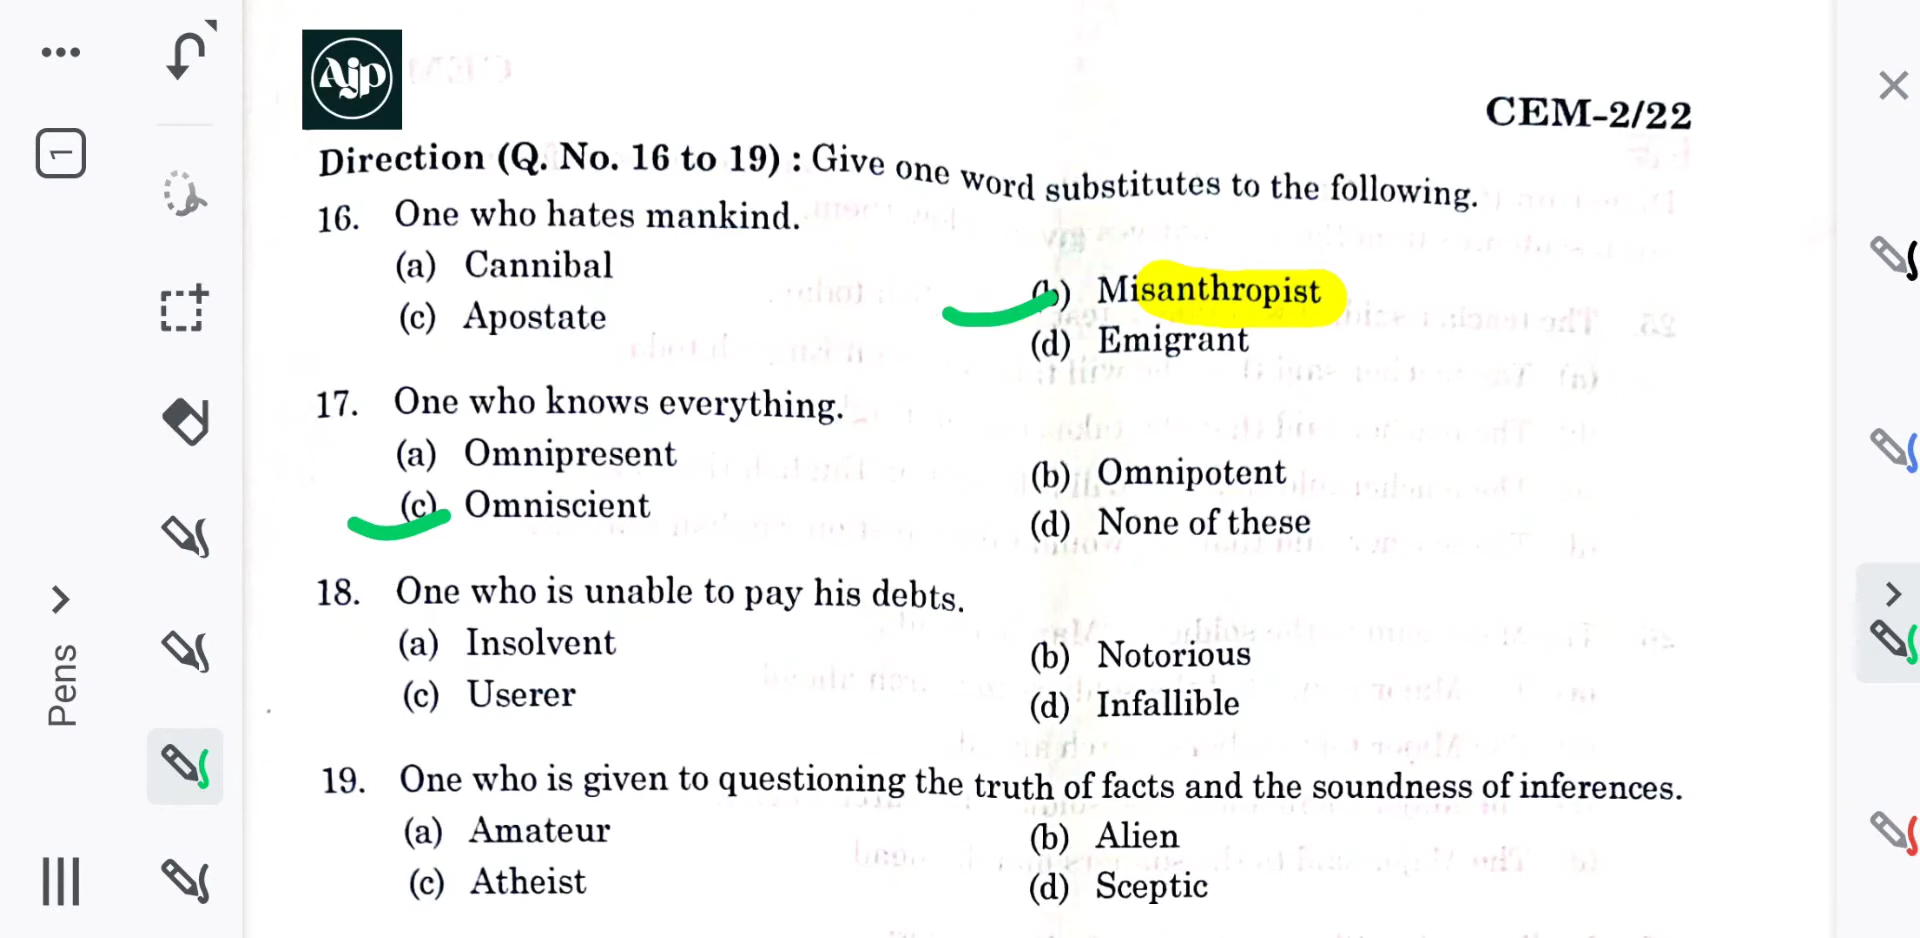 Ajp
CEM-2/22
Direction (Q. No. 16 to 19) : Give one word substitutes to the following.
16. One who hates mankind.
(a) Cannibal
(b) Misanthropist
(c) Apostate
(d) Emigrant
17. One who knows everything.
(a) Omnipresent
(b) Omnipotent
(c) Omniscient
(d) None of these
18. One who is unable to pay his debts.
(a) Insolvent
(b) Notorious
(c) Userer
(d) Infallible
19. One who is given to questioning the truth of facts and the soundness of inferences.
(a) Amateur
(b) Alien
(c) Atheist
(d) Sceptic
1
Pens